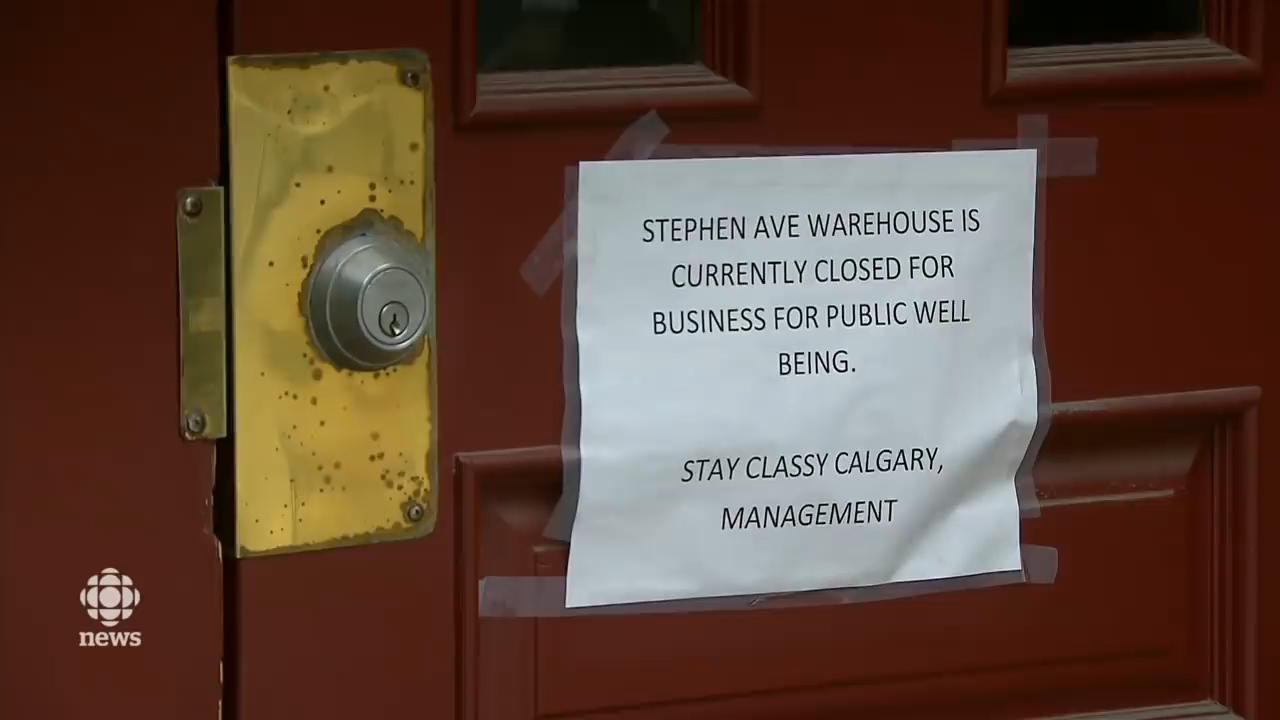 STEPHEN AVE WAREHOUSE IS
CURRENTLY CLOSED FOR
BUSINESS FOR PUBLIC WELL
BEING.
STAY CLASSY CALGARY,
MANAGEMENT
news